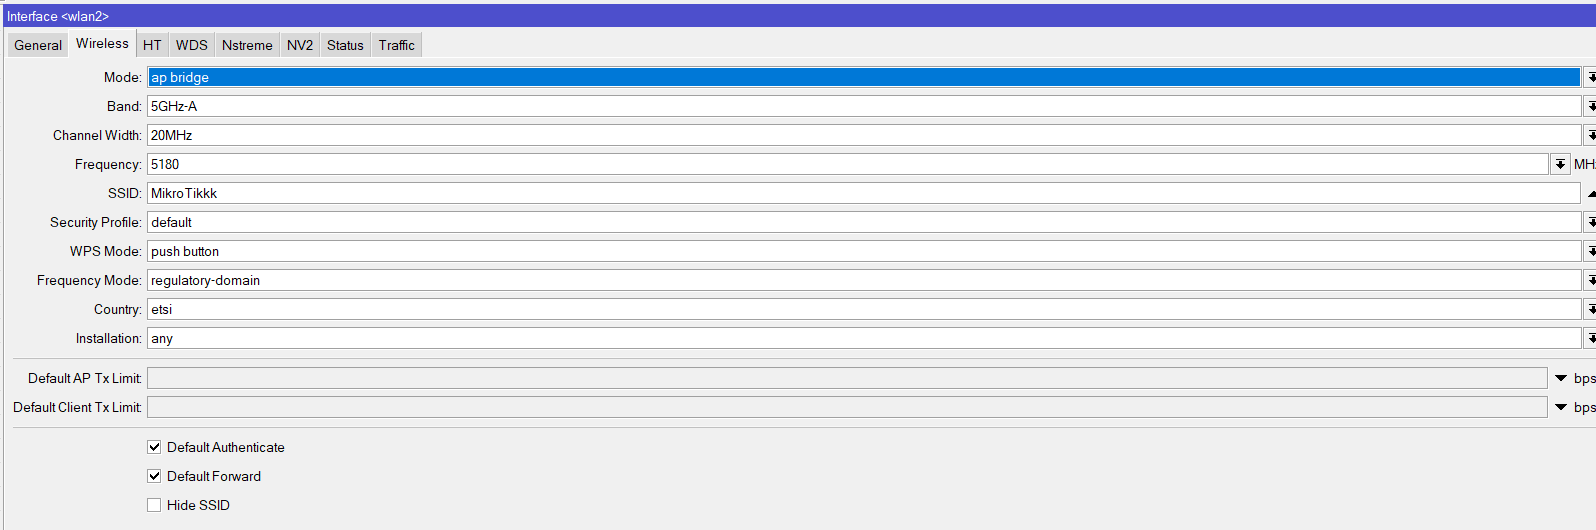 Interface <wlan2>
General Wireless HT WDS Nstreme NV2 Status Traffic
Mode: ap bridge
Band: 5GHz-A
Channel Width: 20MHz
Frequency: 5180 MHz
SSID: MikroTikkk
Security Profile: default
WPS Mode: push button
Frequency Mode: regulatory-domain
Country: etsi
Installation: any
Default AP Tx Limit: bps
Default Client Tx Limit: bps
Default Authenticate
Default Forward
Hide SSID